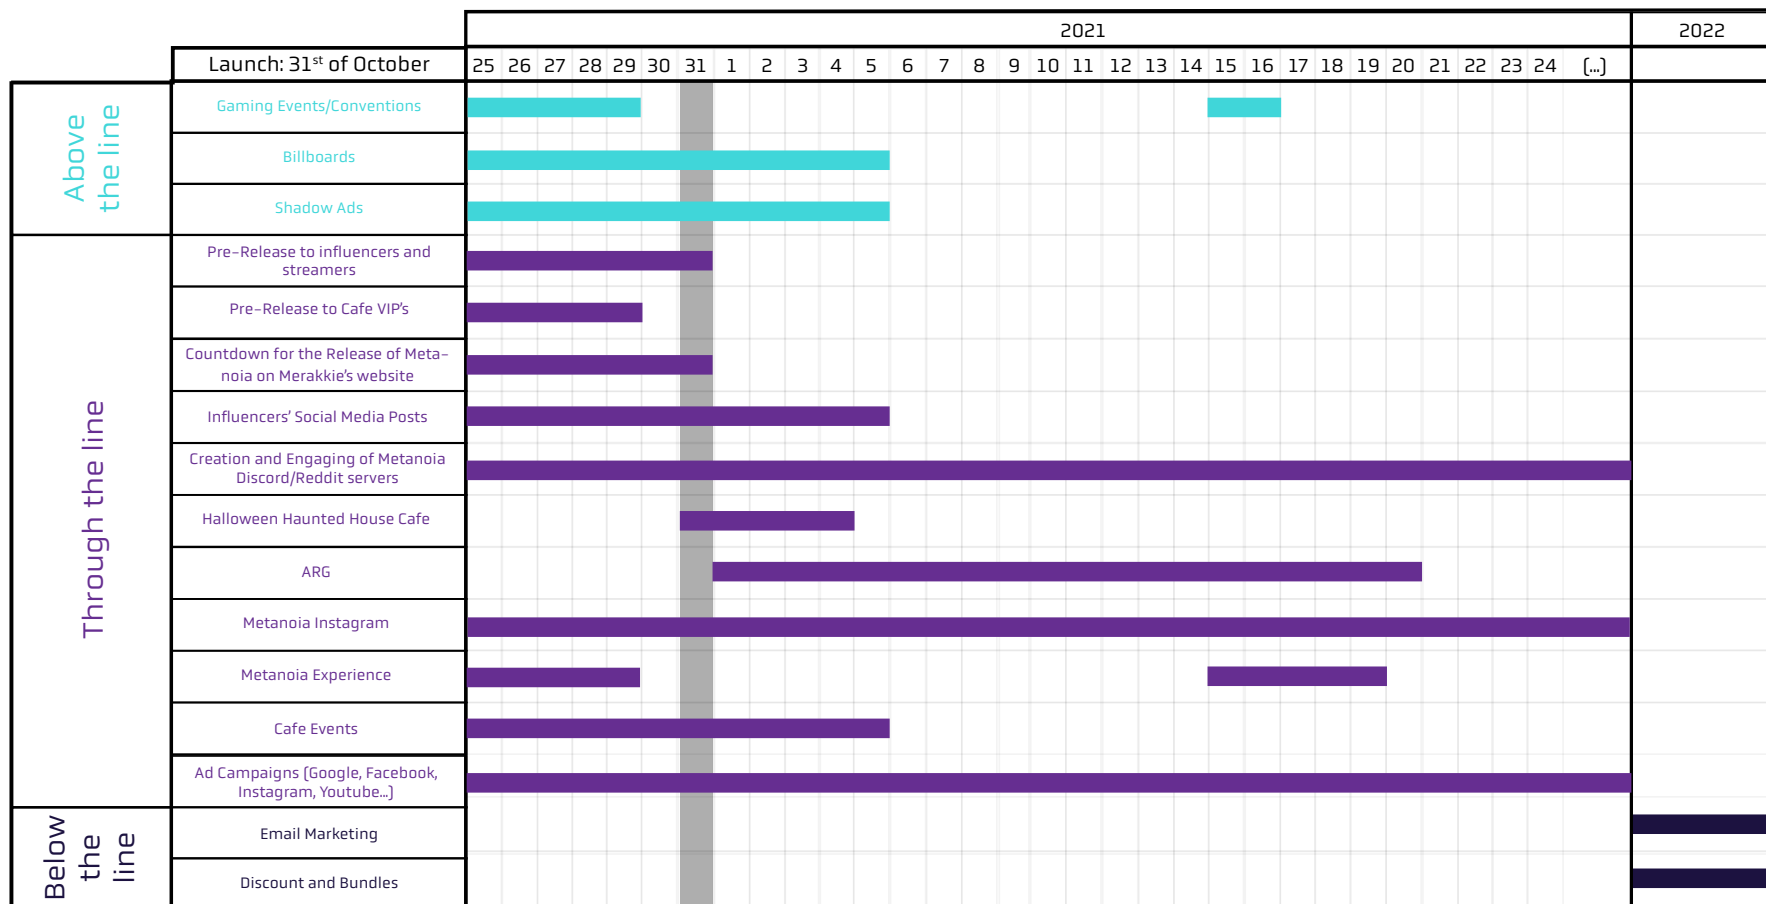 2021
2022
Launch: 31st of October
25 26 27 28 29 30 31 1 2 3 4 5 6 7 8 9 10 11 12 13 14 15 16 17 18 19 20 21 22 23 24 (...)
Above
the line
Gaming Events/Conventions
Billboards
Shadow Ads
Through the line
Pre-Release to influencers and
streamers
Pre-Release to Cafe VIP's
Countdown for the Release of Meta-
noia on Merakkie's website
Influencers' Social Media Posts
Creation and Engaging of Metanoia
Discord/Reddit servers
Halloween Haunted House Cafe
ARG
Metanoia Instagram
Metanoia Experience
Cafe Events
Ad Campaigns (Google, Facebook,
Instagram, Youtube...)
Below
the
line
Email Marketing
Discount and Bundles